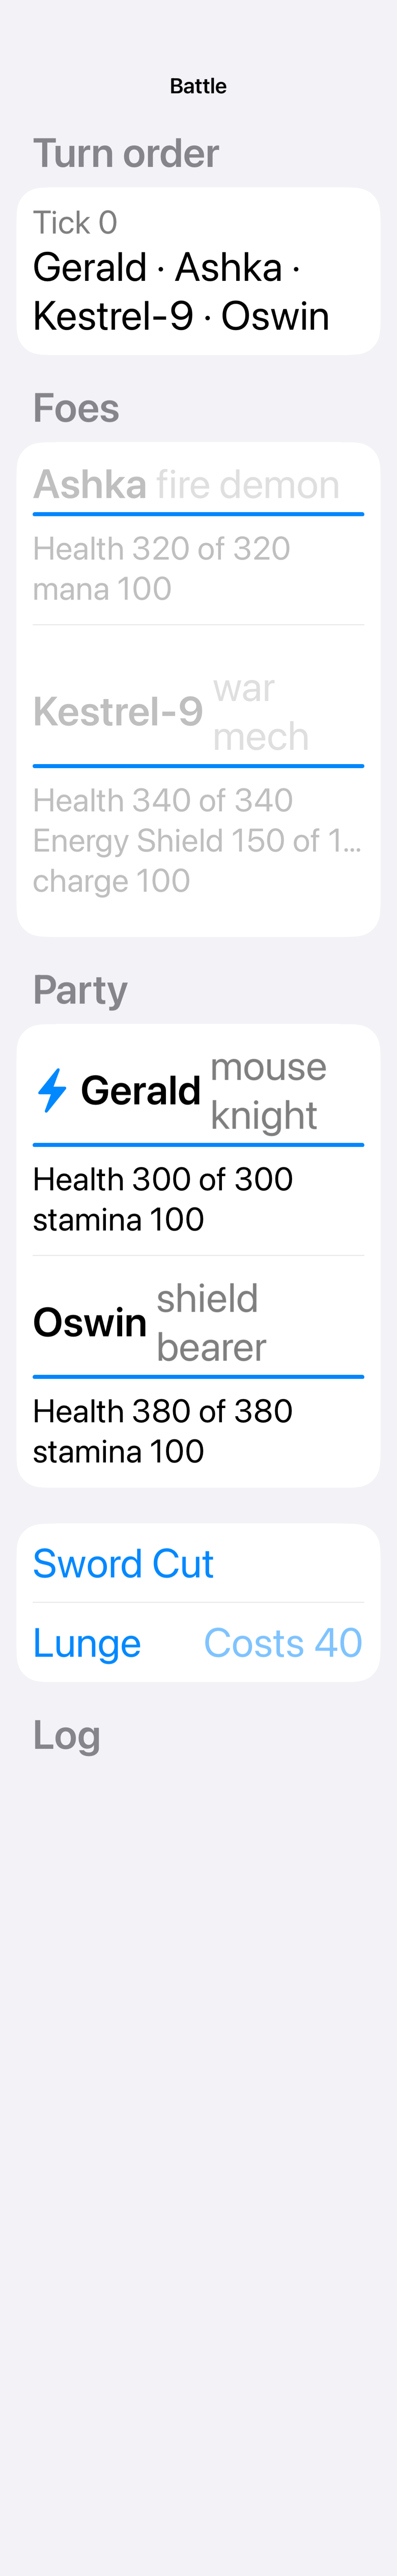 Battle
Turn order
Tick 0
Gerald · Ashka ·
Kestrel-9 · Oswin
Foes
Ashka fire demon
Health 320 of 320
mana 100
Kestrel-9 war
mech
Health 340 of 340
Energy Shield 150 of 1...
charge 100
Party
Gerald mouse
knight
Health 300 of 300
stamina 100
Oswin shield
bearer
Health 380 of 380
stamina 100
Sword Cut
Lunge Costs 40
Log